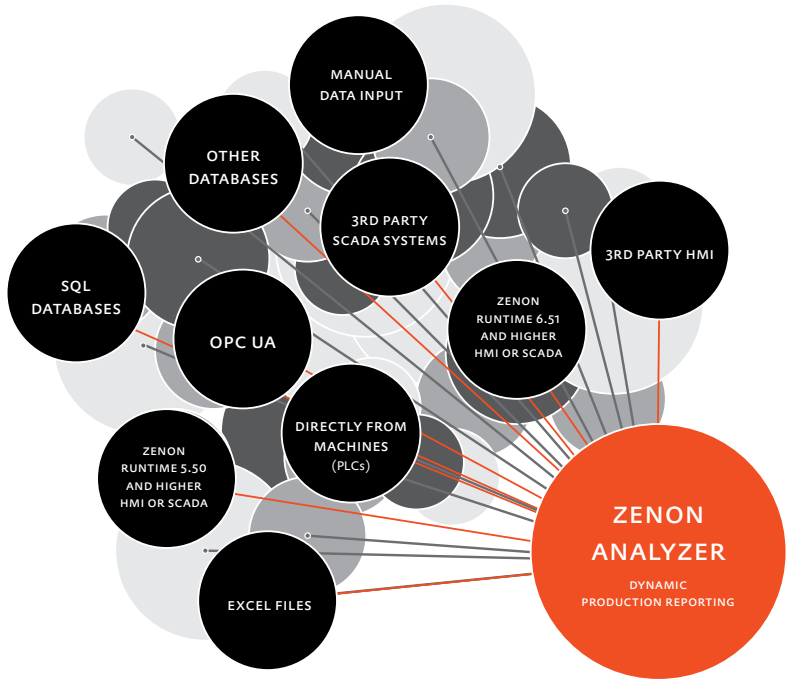 MANUAL
DATA INPUT
OTHER
DATABASES
3RD PARTY
SCADA SYSTEMS
3RD PARTY HMI
SQL
DATABASES
OPC UA
ZENON
RUNTIME 6.51
AND HIGHER
HMI OR SCADA
DIRECTLY FROM
MACHINES
(PLCs)
ZENON
RUNTIME 5.50
AND HIGHER
HMI OR SCADA
EXCEL FILES
ZENON
ANALYZER
DYNAMIC
PRODUCTION REPORTING